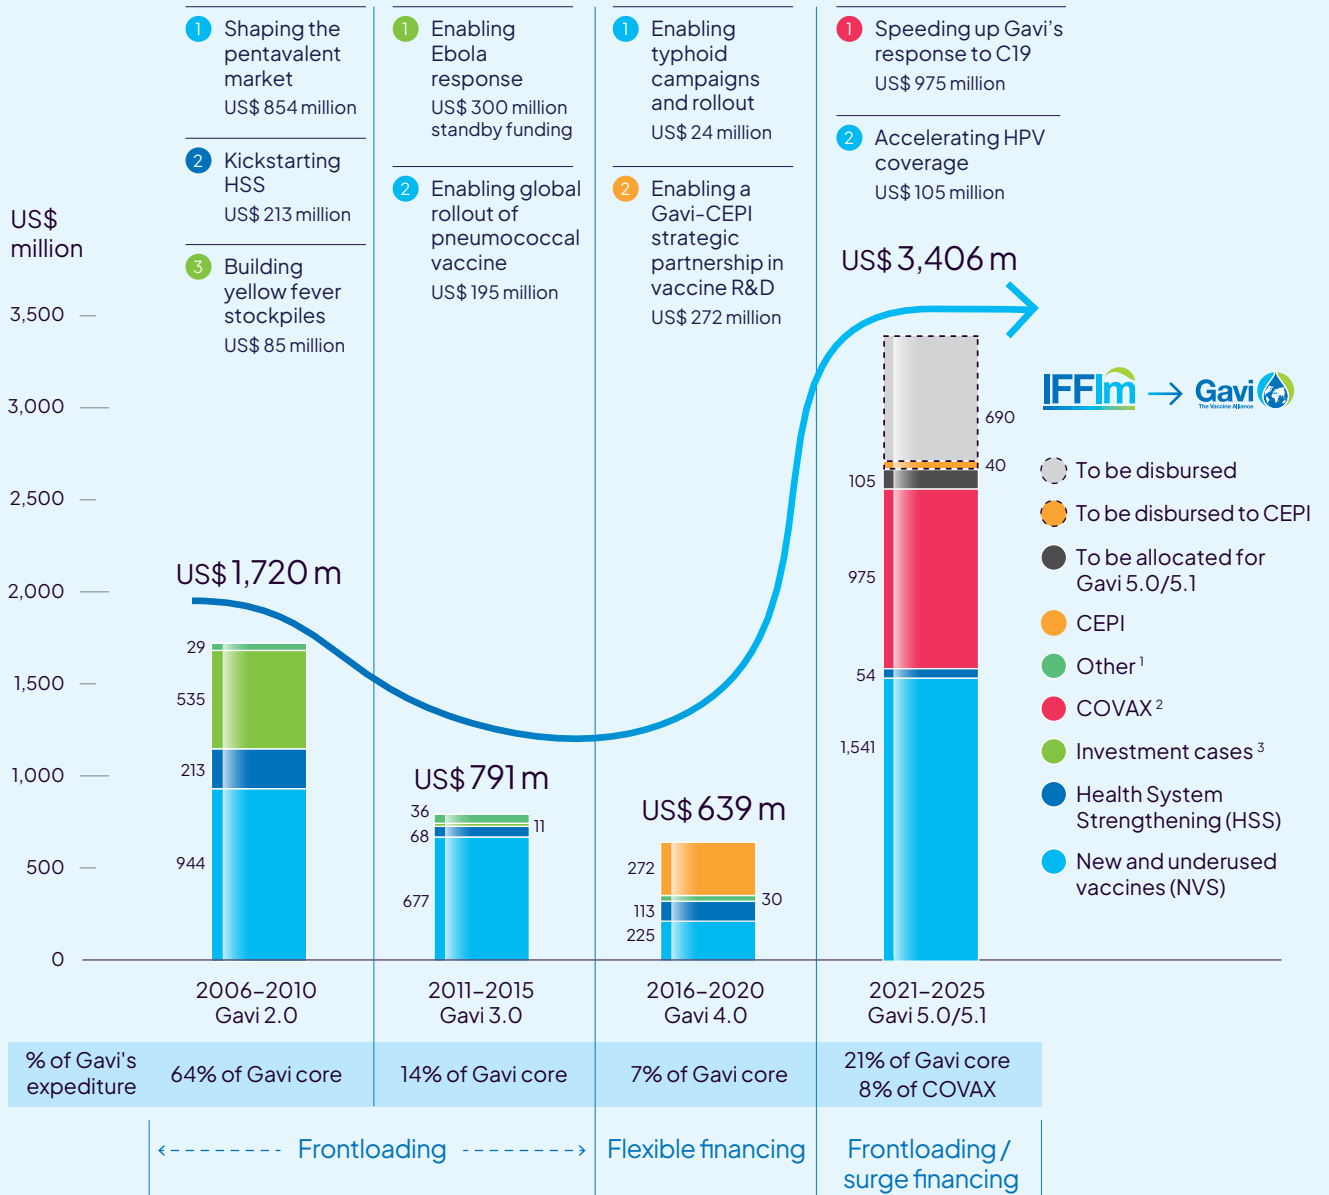 1 Shaping the
pentavalent
market
US$ 854 million
2 Kickstarting
HSS
US$ 213 million
3 Building
yellow fever
stockpiles
US$ 85 million
1 Enabling
Ebola
response
US$ 300 million
standby funding
2 Enabling global
rollout of
pneumococcal
vaccine
US$ 195 million
1 Enabling
typhoid
campaigns
and rollout
US$ 24 million
2 Enabling a
Gavi-CEPI
strategic
partnership in
vaccine R&D
US$ 272 million
1 Speeding up Gavi's
response to C19
US$ 975 million
2 Accelerating HPV
coverage
US$ 105 million
US$
million
3,500
3,000
2,500
2,000
1,500
1,000
500
0
US$ 1,720 m
29
535
213
944
US$ 791 m
36
11
68
677
US$ 639 m
272
30
113
225
US$ 3,406 m
690
40
105
975
54
1,541
IFFIm
Gavi
The Vaccine Alliance
To be disbursed
To be disbursed to CEPI
To be allocated for
Gavi 5.0/5.1
CEPI
Other 1
COVAX 2
Investment cases 3
Health System
Strengthening (HSS)
New and underused
vaccines (NVS)
2006–2010
Gavi 2.0
2011–2015
Gavi 3.0
2016–2020
Gavi 4.0
2021–2025
Gavi 5.0/5.1
% of Gavi's
expediture
64% of Gavi core
14% of Gavi core
7% of Gavi core
21% of Gavi core
8% of COVAX
Frontloading
Flexible financing
Frontloading /
surge financing